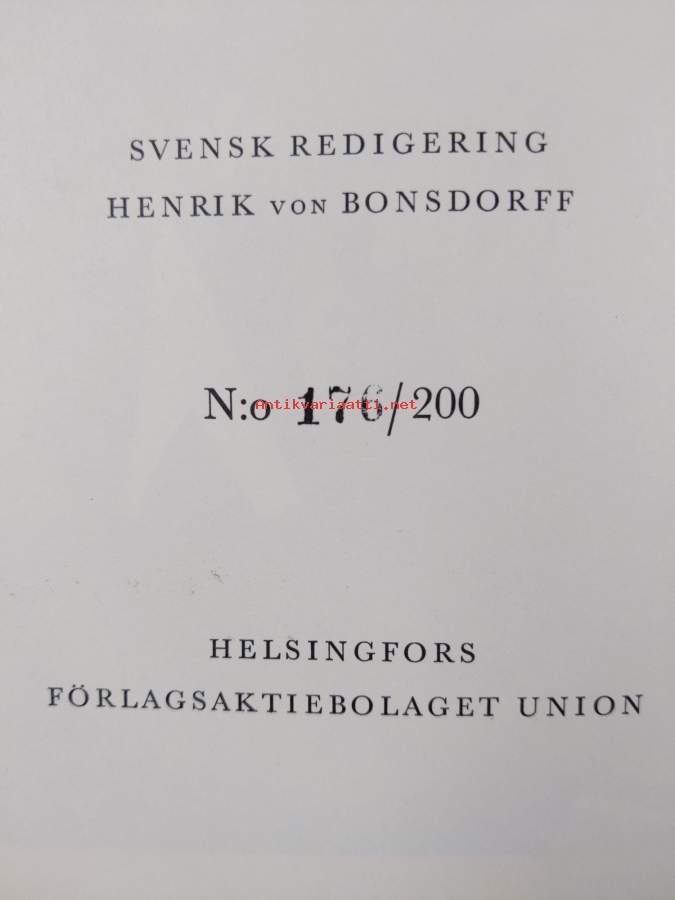 SVENSK REDIGERING
HENRIK VON BONSDORFF
N:o 176/200
Antikvariaatti.net
HELSINGFORS
FÖRLAGSAKTIEBOLAGET UNION